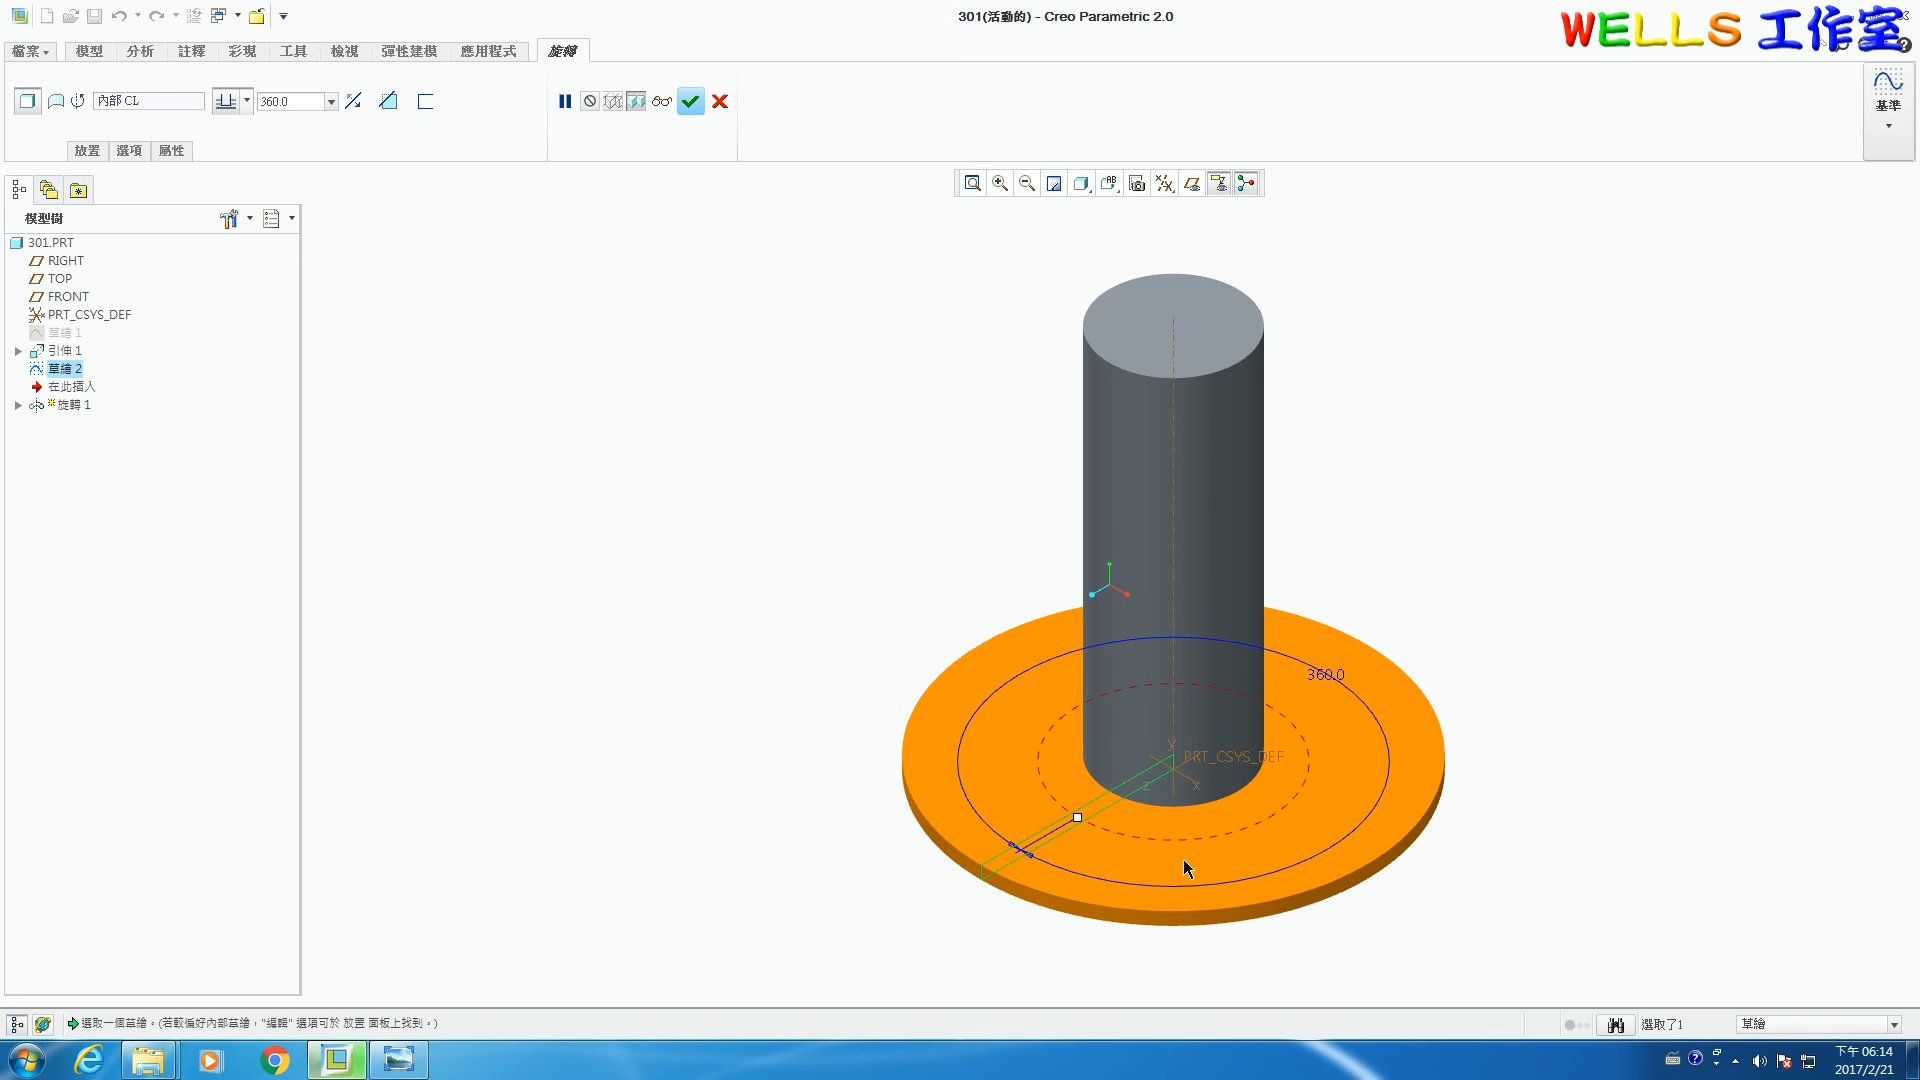 301(活動的) - Creo Parametric 2.0
WELLS 工作室
檔案 模型 分析 註釋 彩現 工具 檢視 彈性建模 應用程式 旋轉
內部 CL
360.0
基準
放置 選項 屬性
模型樹
301.PRT
RIGHT
TOP
FRONT
PRT_CSYS_DEF
草繪 1
引伸 1
草繪 2
在此插入
旋轉 1
360.0
PRT_CSYS_DEF
Y
Z
X
選取一個草繪。(若較偏好內部草繪，"編輯" 選項可於 放置 面板上找到。)
選取了1
草繪
下午 06:14
2017/2/21